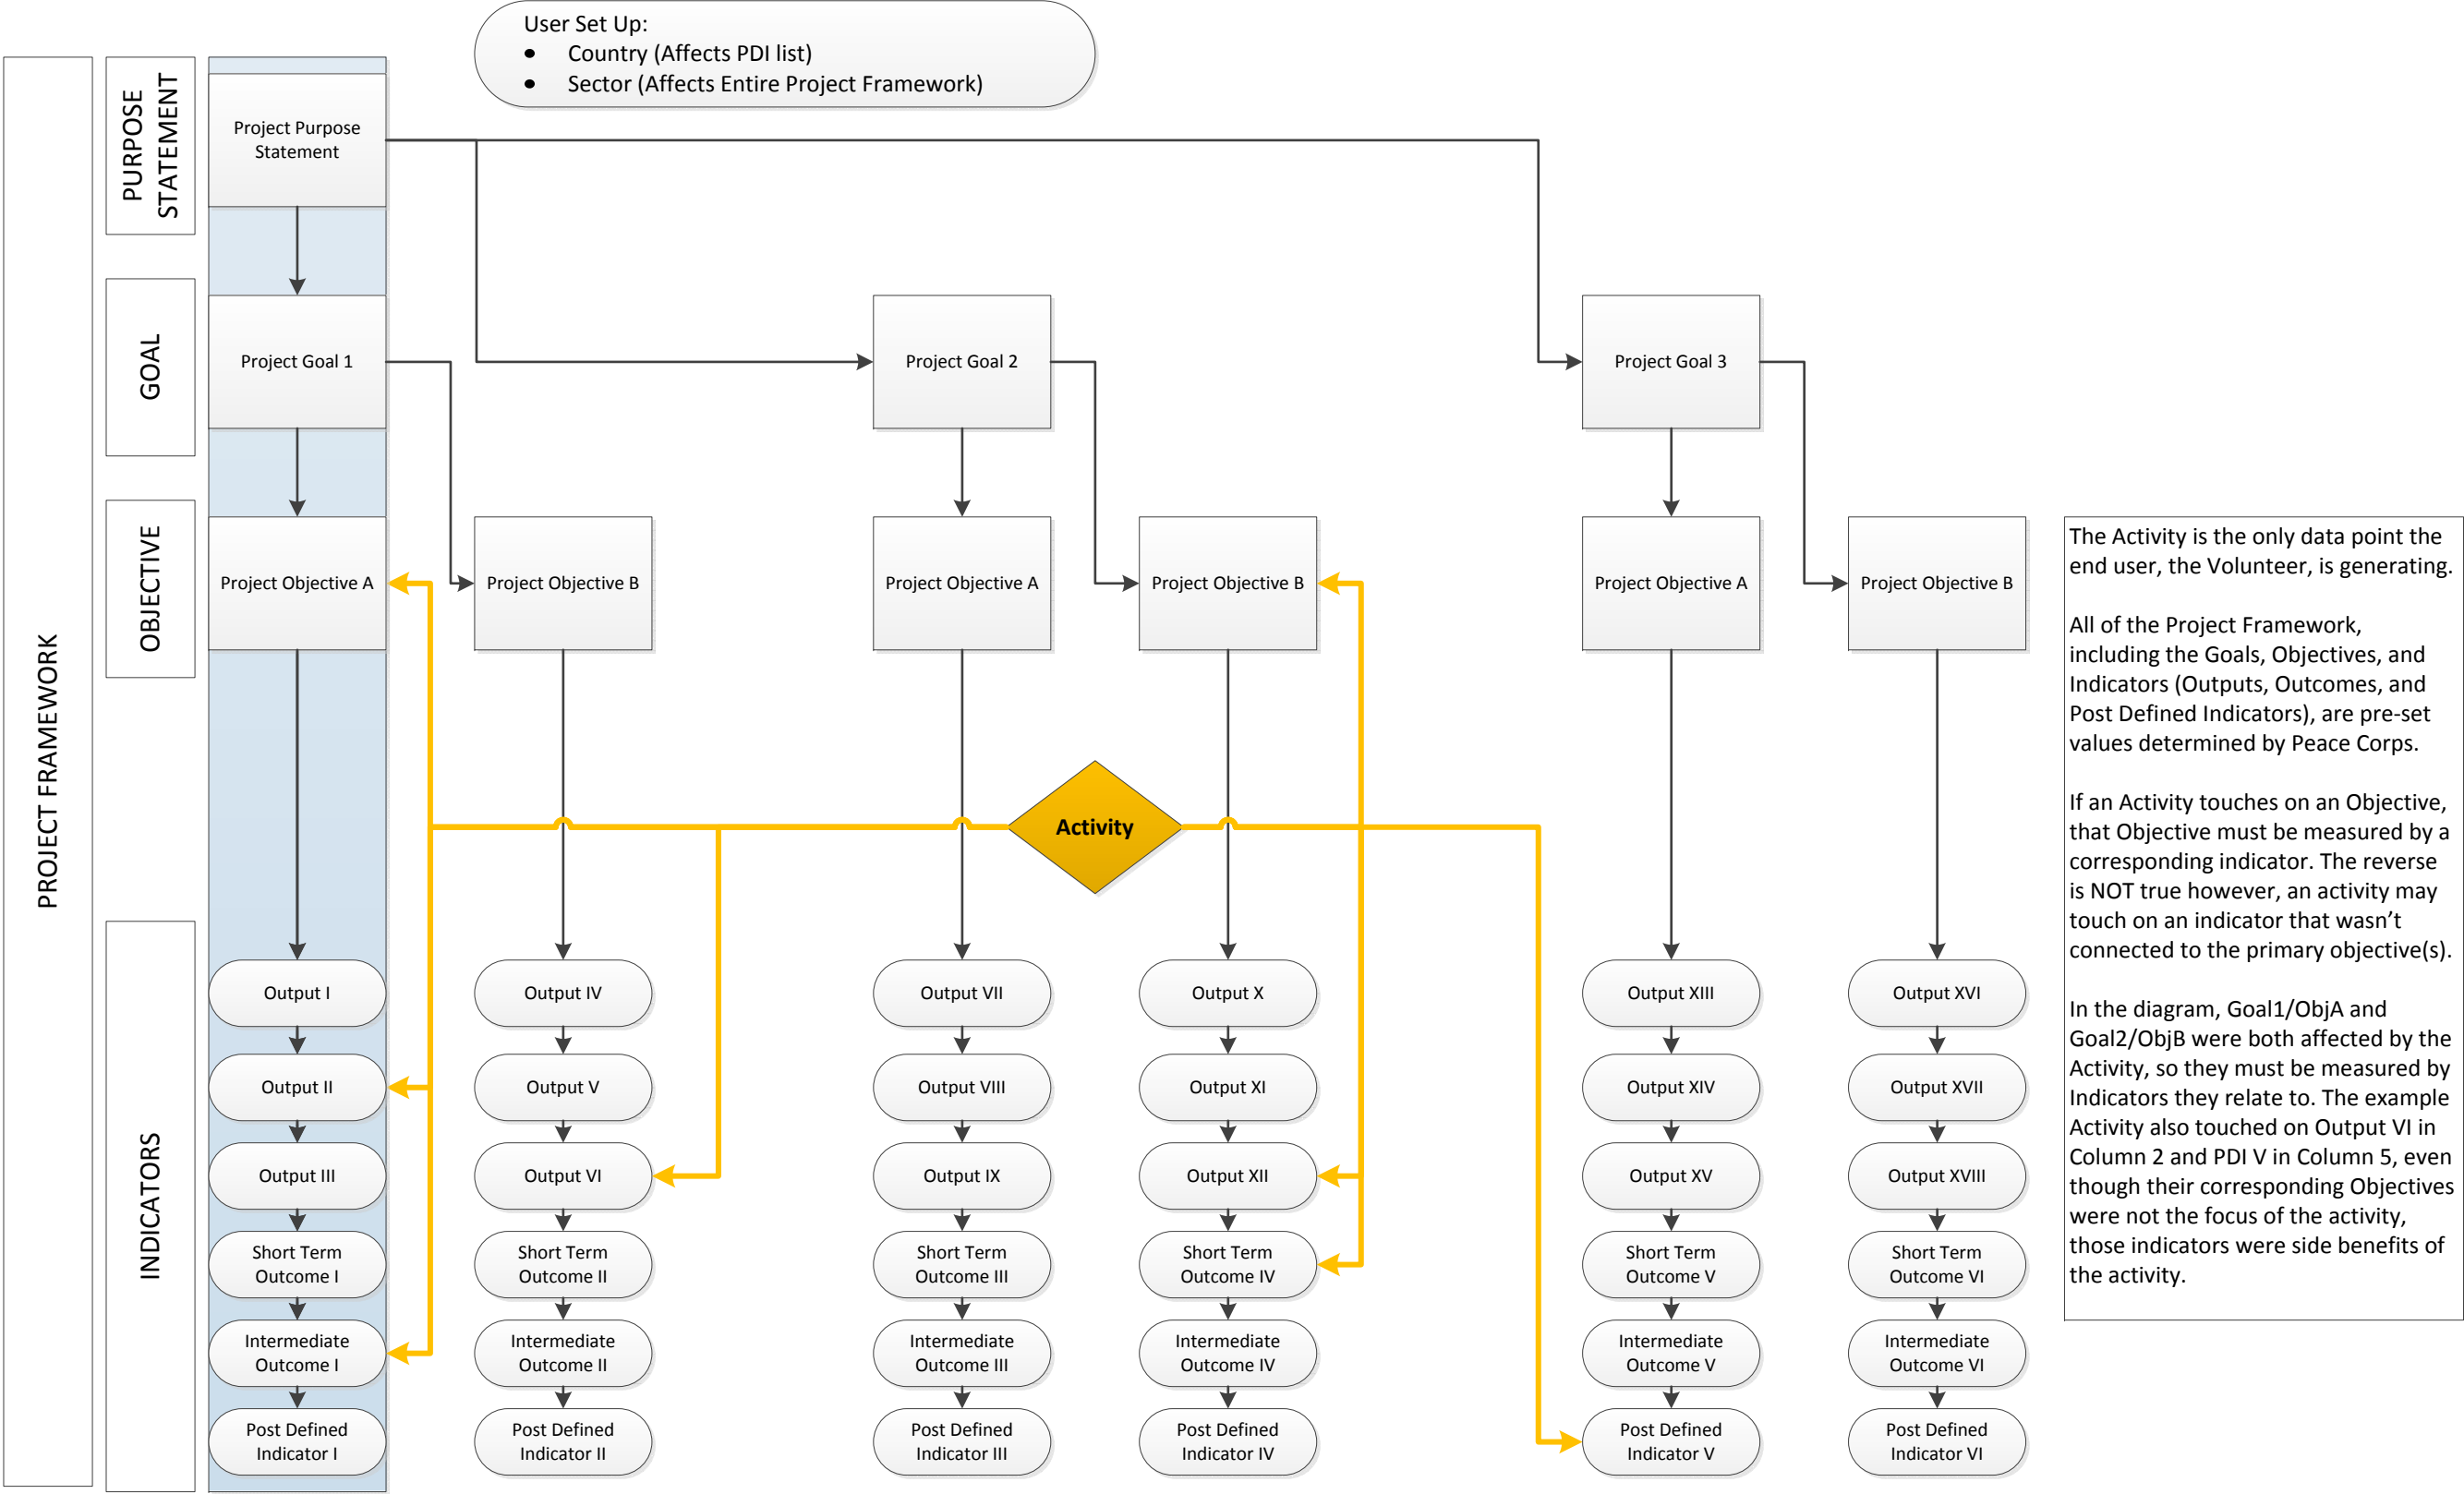 User Set Up:
• Country (Affects PDI list)
• Sector (Affects Entire Project Framework)
PROJECT FRAMEWORK
PURPOSE
STATEMENT
Project Purpose
Statement
GOAL
Project Goal 1
Project Goal 2
Project Goal 3
OBJECTIVE
Project Objective A
Project Objective B
Project Objective A
Project Objective B
Project Objective A
Project Objective B
Activity
INDICATORS
Output I
Output IV
Output VII
Output X
Output XIII
Output XVI
Output II
Output V
Output VIII
Output XI
Output XIV
Output XVII
Output III
Output VI
Output IX
Output XII
Output XV
Output XVIII
Short Term
Outcome I
Short Term
Outcome II
Short Term
Outcome III
Short Term
Outcome IV
Short Term
Outcome V
Short Term
Outcome VI
Intermediate
Outcome I
Intermediate
Outcome II
Intermediate
Outcome III
Intermediate
Outcome IV
Intermediate
Outcome V
Intermediate
Outcome VI
Post Defined
Indicator I
Post Defined
Indicator II
Post Defined
Indicator III
Post Defined
Indicator IV
Post Defined
Indicator V
Post Defined
Indicator VI
The Activity is the only data point the
end user, the Volunteer, is generating.
All of the Project Framework,
including the Goals, Objectives, and
Indicators (Outputs, Outcomes, and
Post Defined Indicators), are pre-set
values determined by Peace Corps.
If an Activity touches on an Objective,
that Objective must be measured by a
corresponding indicator. The reverse
is NOT true however, an activity may
touch on an indicator that wasn’t
connected to the primary objective(s).
In the diagram, Goal1/ObjA and
Goal2/ObjB were both affected by the
Activity, so they must be measured by
Indicators they relate to. The example
Activity also touched on Output VI in
Column 2 and PDI V in Column 5, even
though their corresponding Objectives
were not the focus of the activity,
those indicators were side benefits of
the activity.